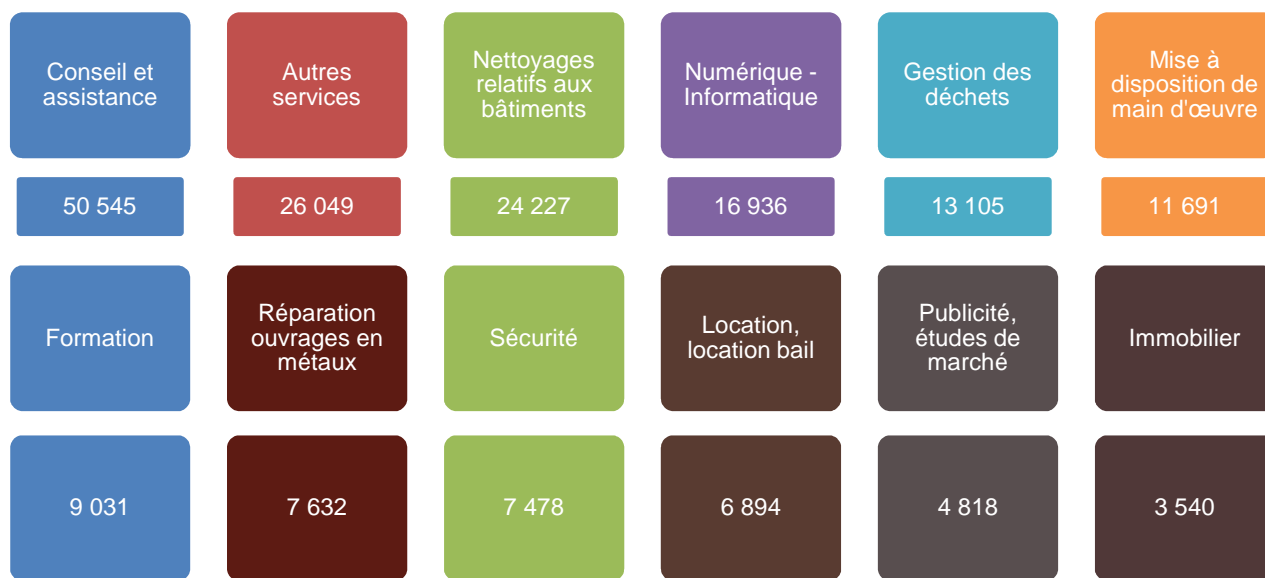 Conseil et
assistance
Autres
services
Nettoyages
relatifs aux
bâtiments
Numérique -
Informatique
Gestion des
déchets
Mise à
disposition de
main d'œuvre
50 545
26 049
24 227
16 936
13 105
11 691
Formation
Réparation
ouvrages en
métaux
Sécurité
Location,
location bail
Publicité,
études de
marché
Immobilier
9 031
7 632
7 478
6 894
4 818
3 540